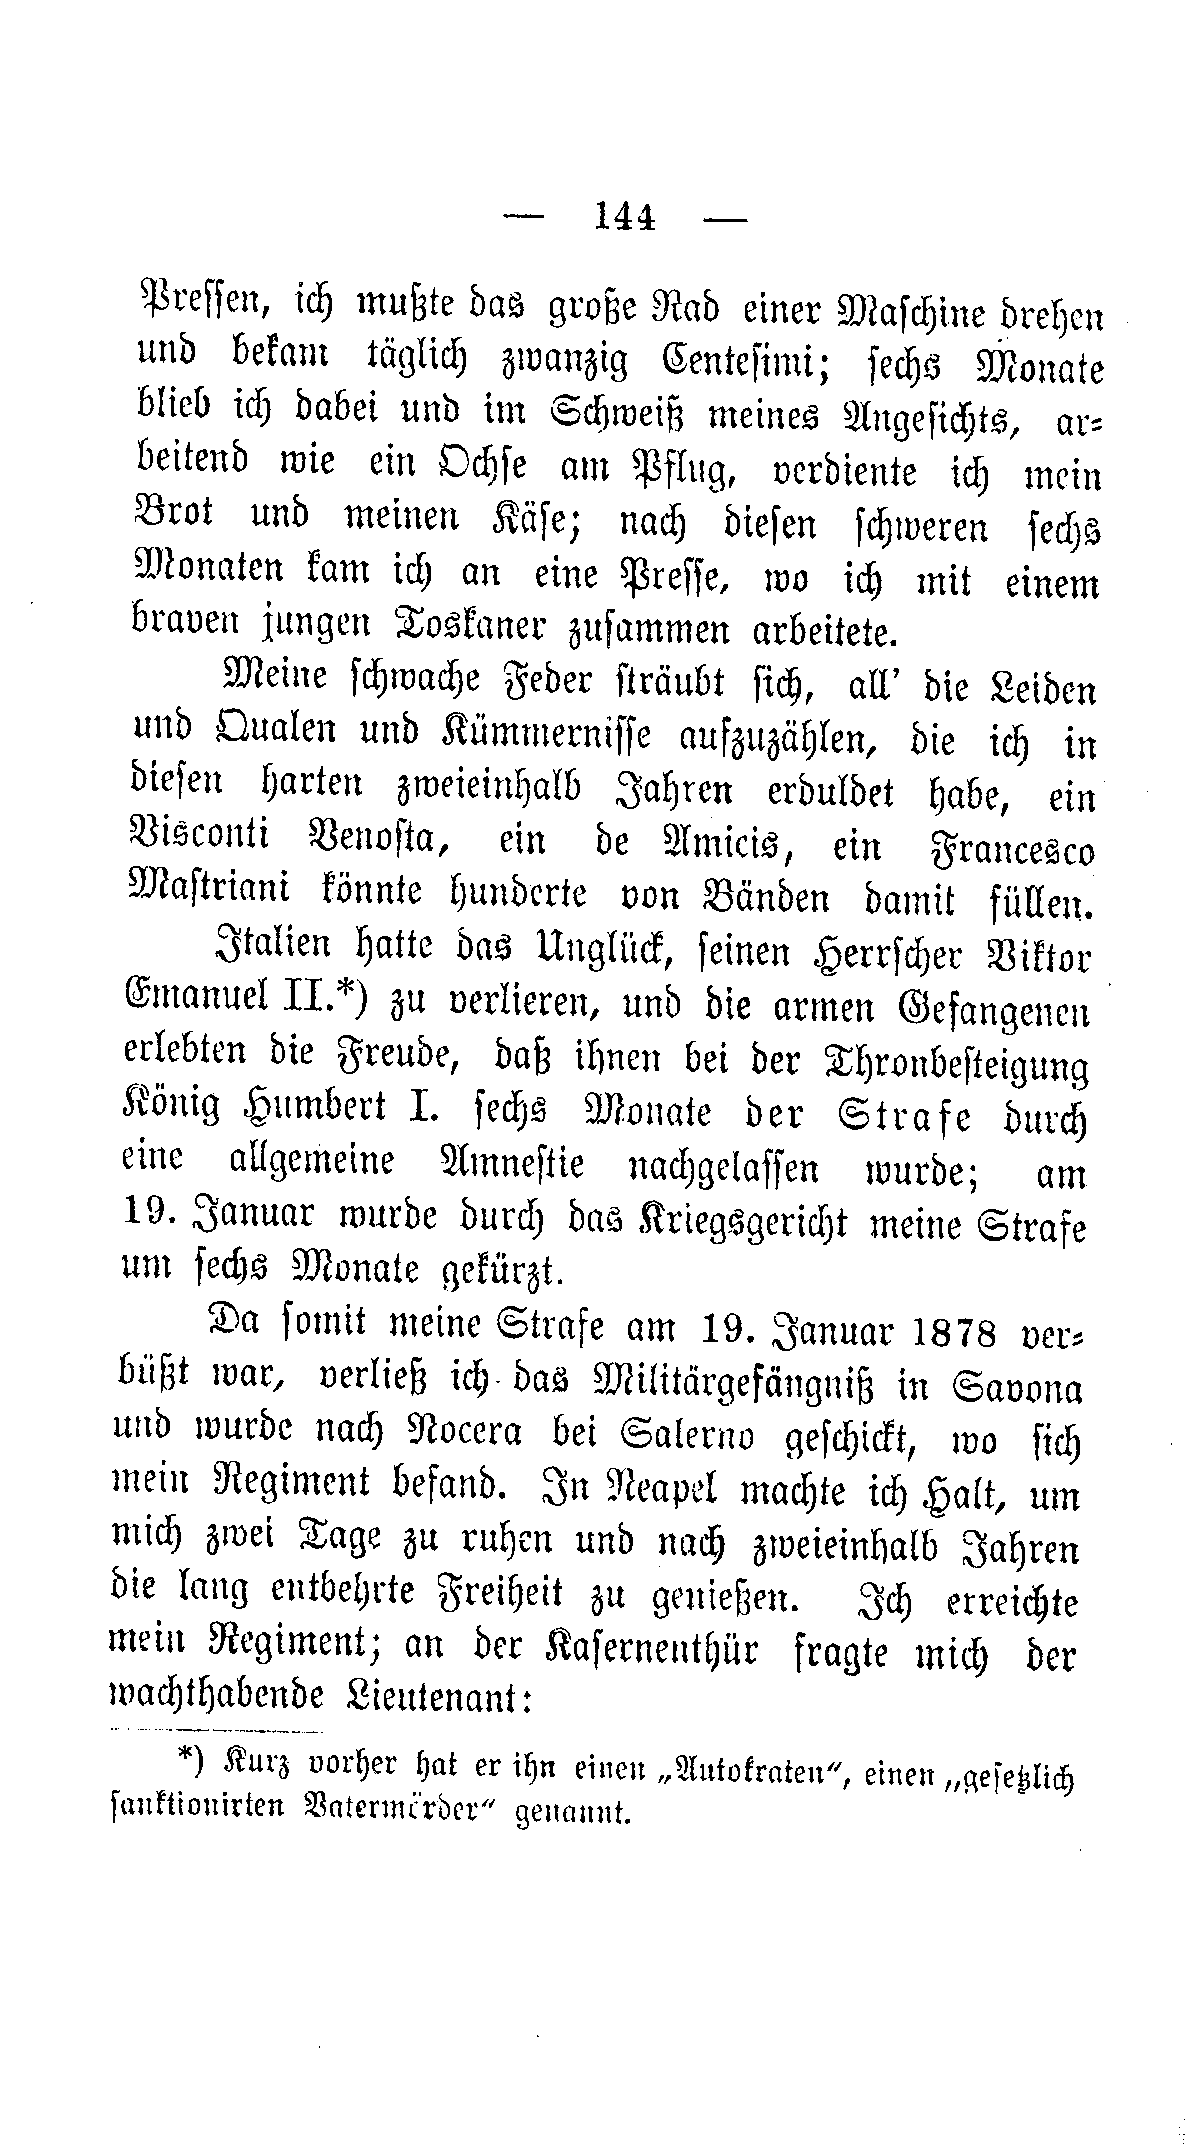 — 144 —
Pressen, ich mußte das große Rad einer Maschine drehen
und bekam täglich zwanzig Centesimi; sechs Monate
blieb ich dabei und im Schweiß meines Angesichts, ar-
beitend wie ein Ochse am Pflug, verdiente ich mein
Brot und meinen Käse; nach diesen schweren sechs
Monaten kam ich an eine Presse, wo ich mit einem
braven jungen Toskaner zusammen arbeitete.
Meine schwache Feder sträubt sich, all' die Leiden
und Qualen und Kümmernisse aufzuzählen, die ich in
diesen harten zweieinhalb Jahren erduldet habe, ein
Visconti Venosta, ein de Amicis, ein Francesco
Mastriani könnte hunderte von Bänden damit füllen.
Italien hatte das Unglück, seinen Herrscher Viktor
Emanuel II.*) zu verlieren, und die armen Gefangenen
erlebten die Freude, daß ihnen bei der Thronbesteigung
König Humbert I. sechs Monate der Strafe durch
eine allgemeine Amnestie nachgelassen wurde; am
19. Januar wurde durch das Kriegsgericht meine Strafe
um sechs Monate gekürzt.
Da somit meine Strafe am 19. Januar 1878 ver-
büßt war, verließ ich das Militärgefängniß in Savona
und wurde nach Nocera bei Salerno geschickt, wo sich
mein Regiment befand. In Neapel machte ich Halt, um
mich zwei Tage zu ruhen und nach zweieinhalb Jahren
die lang entbehrte Freiheit zu genießen. Ich erreichte
mein Regiment; an der Kasernenthür fragte mich der
wachthabende Lieutenant:
*) Kurz vorher hat er ihn einen „Autokraten“, einen „gesetzlich
sanktionirten Vatermörder“ genannt.